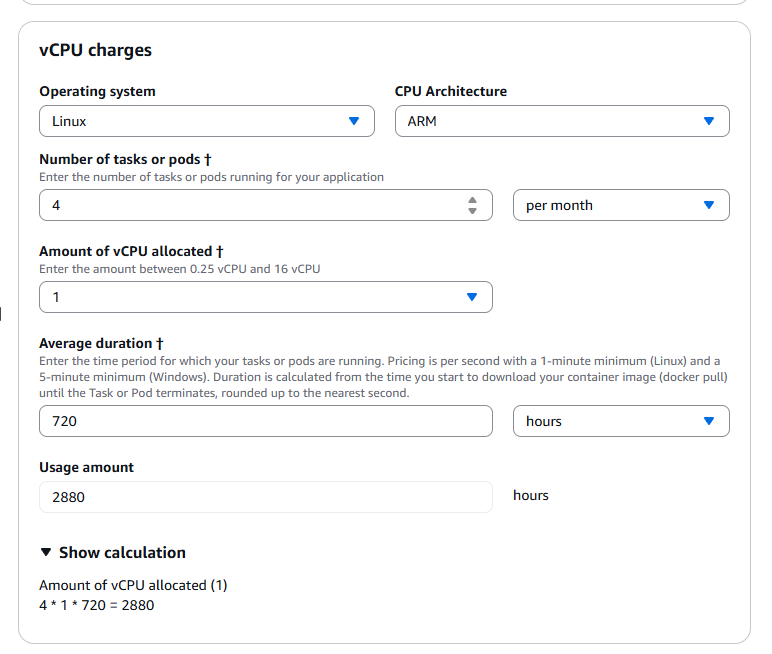 vCPU charges
Operating system
CPU Architecture
Linux
ARM
Number of tasks or pods †
Enter the number of tasks or pods running for your application
4
per month
Amount of vCPU allocated †
Enter the amount between 0.25 vCPU and 16 vCPU
1
Average duration †
Enter the time period for which your tasks or pods are running. Pricing is per second with a 1-minute minimum (Linux) and a
5-minute minimum (Windows). Duration is calculated from the time you start to download your container image (docker pull)
until the Task or Pod terminates, rounded up to the nearest second.
720
hours
Usage amount
2880
hours
Show calculation
Amount of vCPU allocated (1)
4 * 1 * 720 = 2880